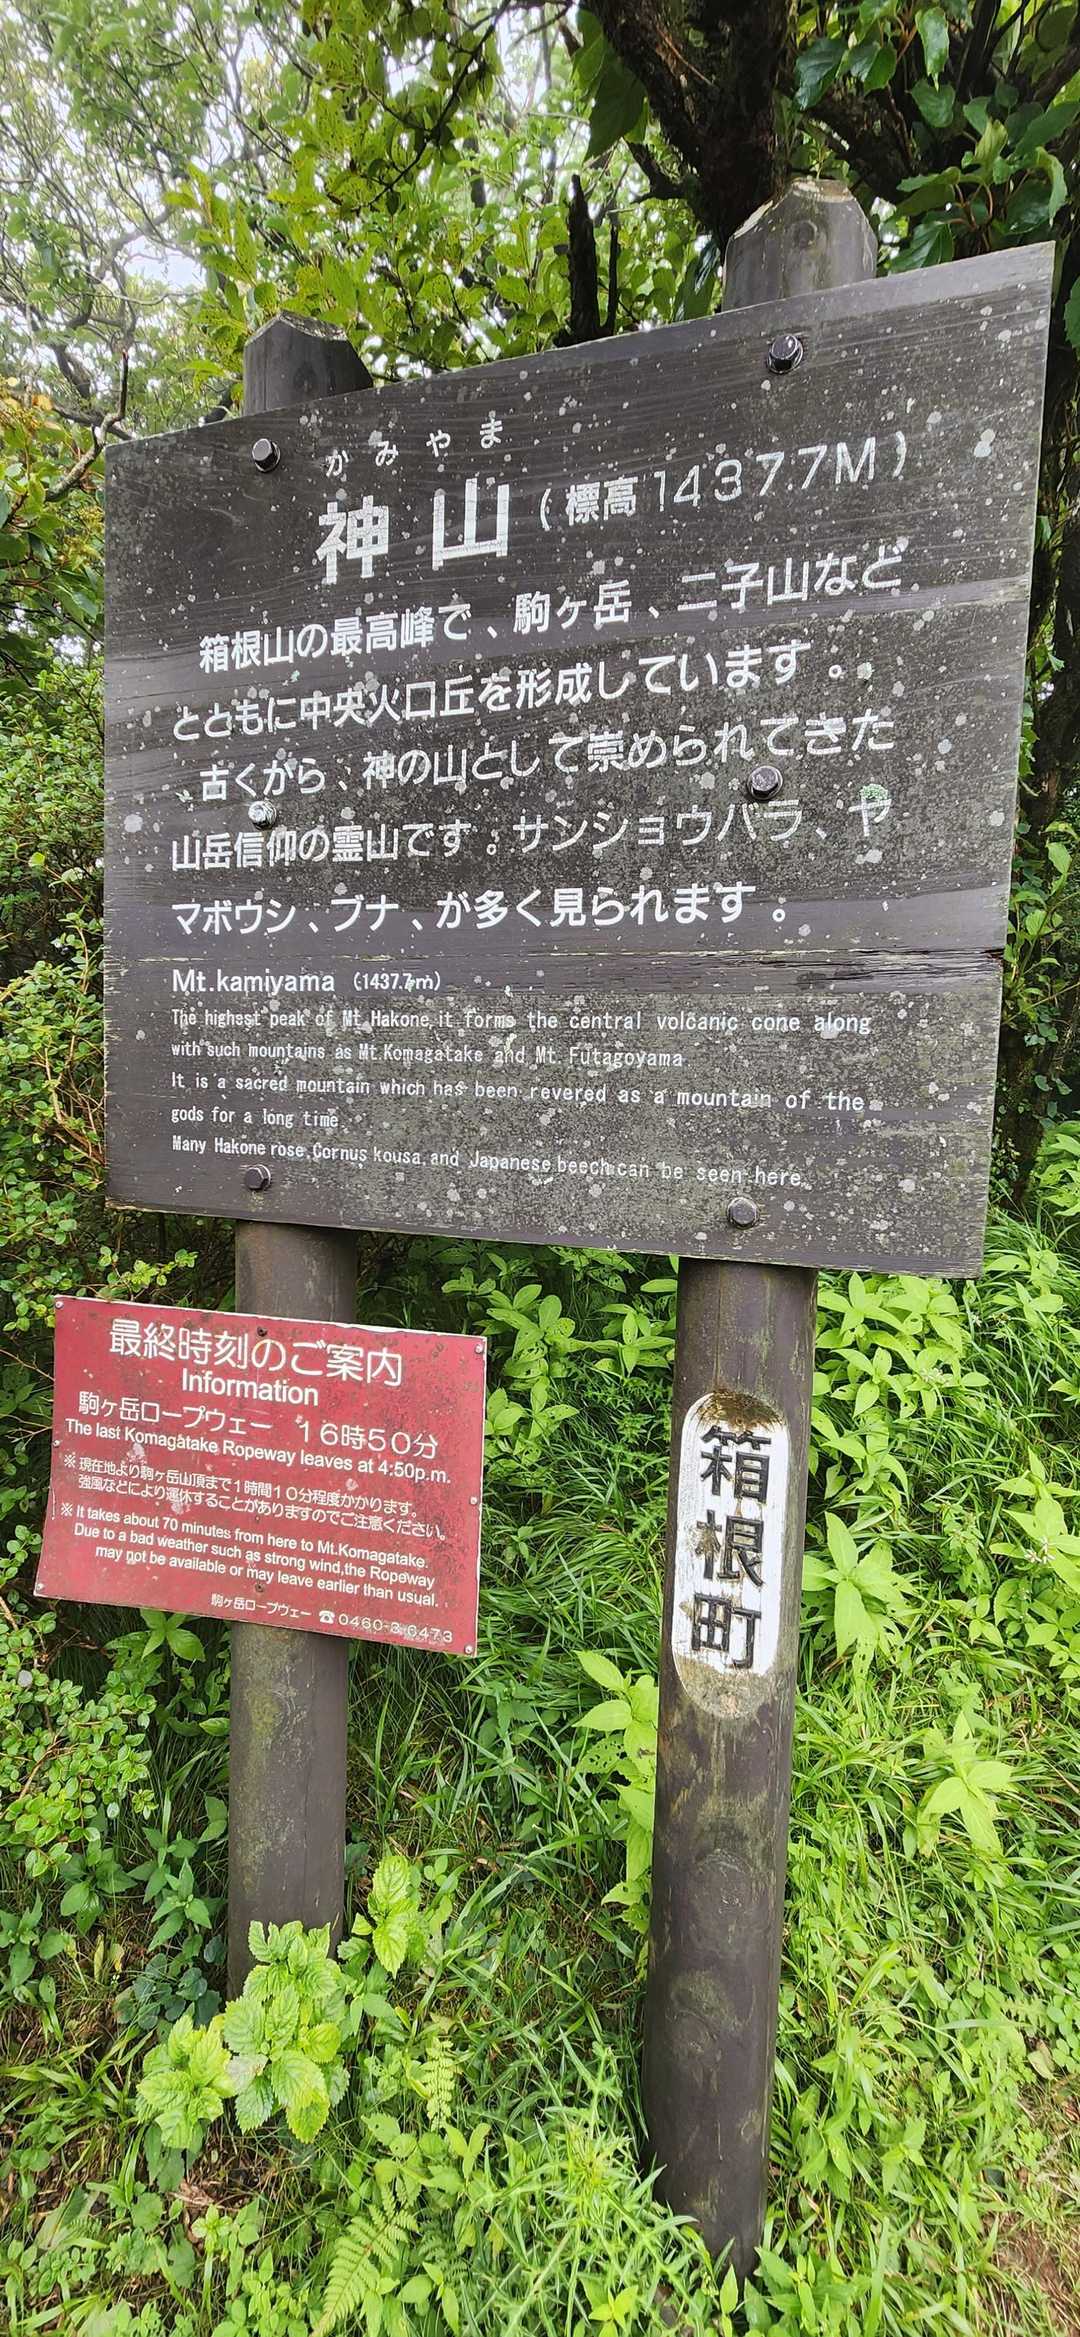 かみやま
神山（標高1437.7M）
箱根山の最高峰で、駒ヶ岳、二子山など
とともに中央火口丘を形成しています。
古くから、神の山として崇められてきた
山岳信仰の霊山です。サンショウバラ、ヤ
マボウシ、ブナ、が多く見られます。
Mt.kamiyama (1437.7m)
The highest peak of Mt.Hakone,it forms the central volcanic cone along
with such mountains as Mt.Komagatake and Mt.Futagoyama.
It is a sacred mountain which has been revered as a mountain of the
gods for a long time.
Many Hakone rose,Cornus kousa,and Japanese beech can be seen here.
最終時刻のご案内
Information
駒ヶ岳ロープウェー 16時50分
The last Komagatake Ropeway leaves at 4:50p.m.
※現在地より駒ヶ岳山頂まで1時間10分程度かかります。
強風などにより運休することがありますのでご注意ください。
※It takes about 70 minutes from here to Mt.Komagatake.
Due to a bad weather such as strong wind,the Ropeway
may not be available or may leave earlier than usual.
駒ヶ岳ロープウェー ☎0460-3-6473
箱根町